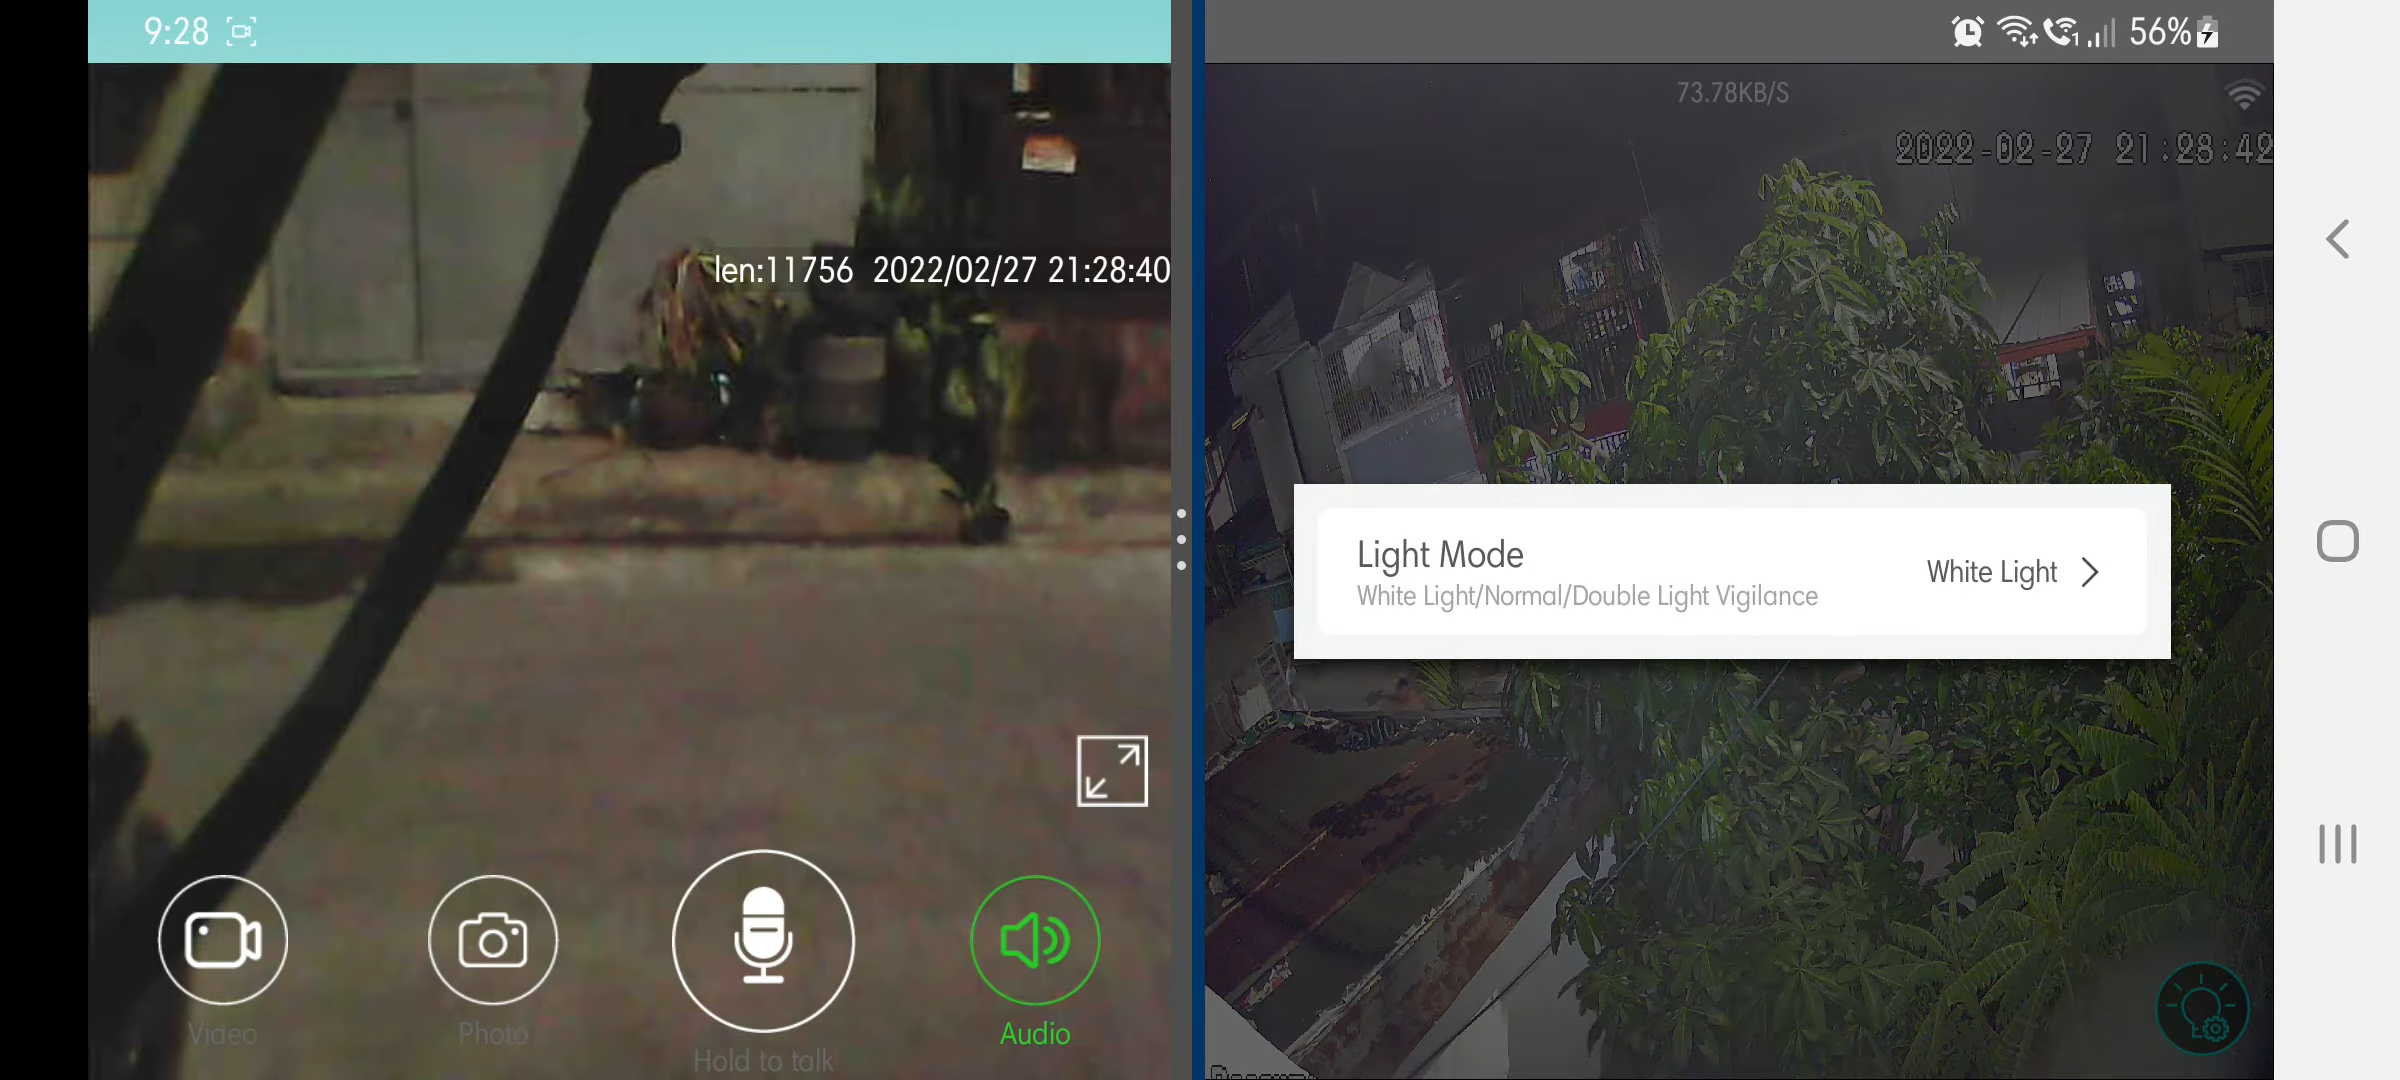 9:28
56%
73.78KB/S
2022-02-27 21:28:42
len:11756 2022/02/27 21:28:40
Light Mode
White Light
White Light/Normal/Double Light Vigilance
Video
Photo
Hold to talk
Audio